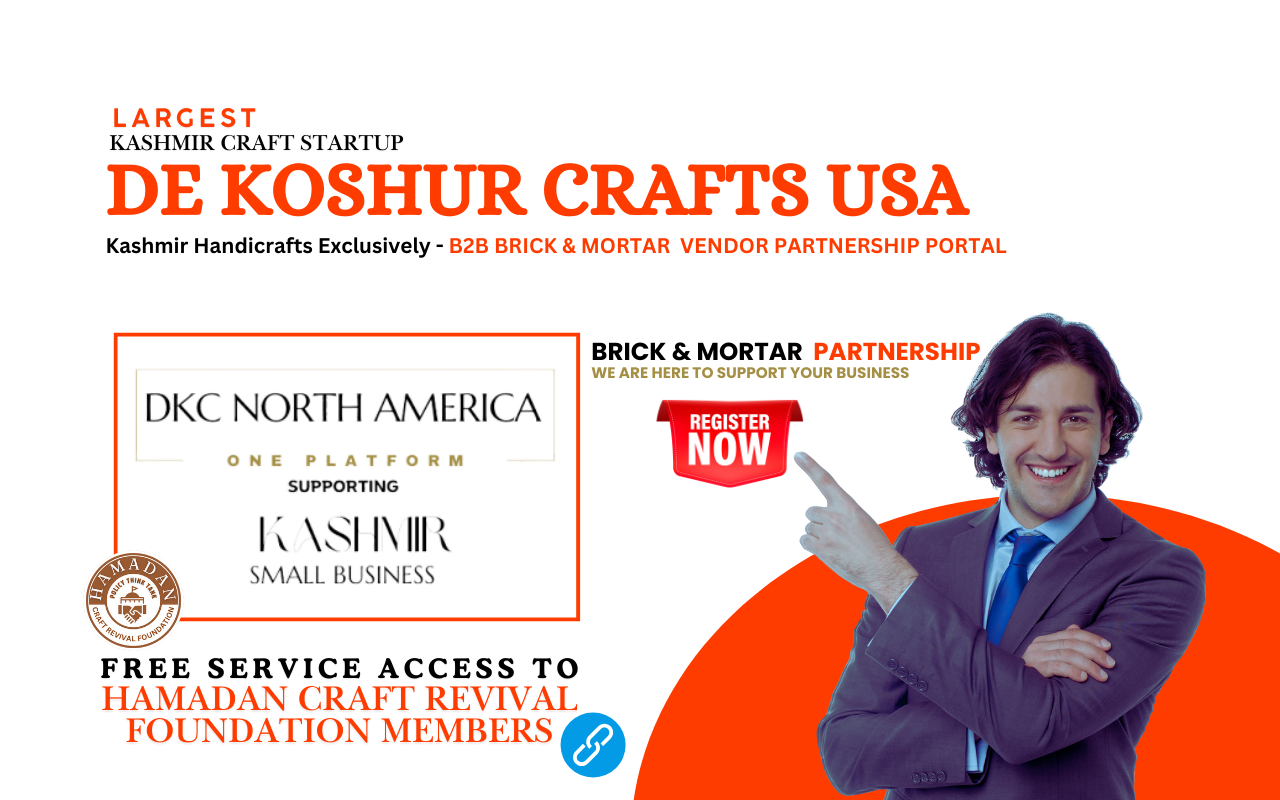 LARGEST
KASHMIR CRAFT STARTUP
DE KOSHUR CRAFTS USA
Kashmir Handicrafts Exclusively - B2B BRICK & MORTAR VENDOR PARTNERSHIP PORTAL
DKC NORTH AMERICA
ONE PLATFORM
SUPPORTING
KASHMIR
SMALL BUSINESS
HAMADAN
POLICY THINK TANK
CRAFT REVIVAL FOUNDATION
FREE SERVICE ACCESS TO
HAMADAN CRAFT REVIVAL
FOUNDATION MEMBERS
BRICK & MORTAR PARTNERSHIP
WE ARE HERE TO SUPPORT YOUR BUSINESS
REGISTER
NOW